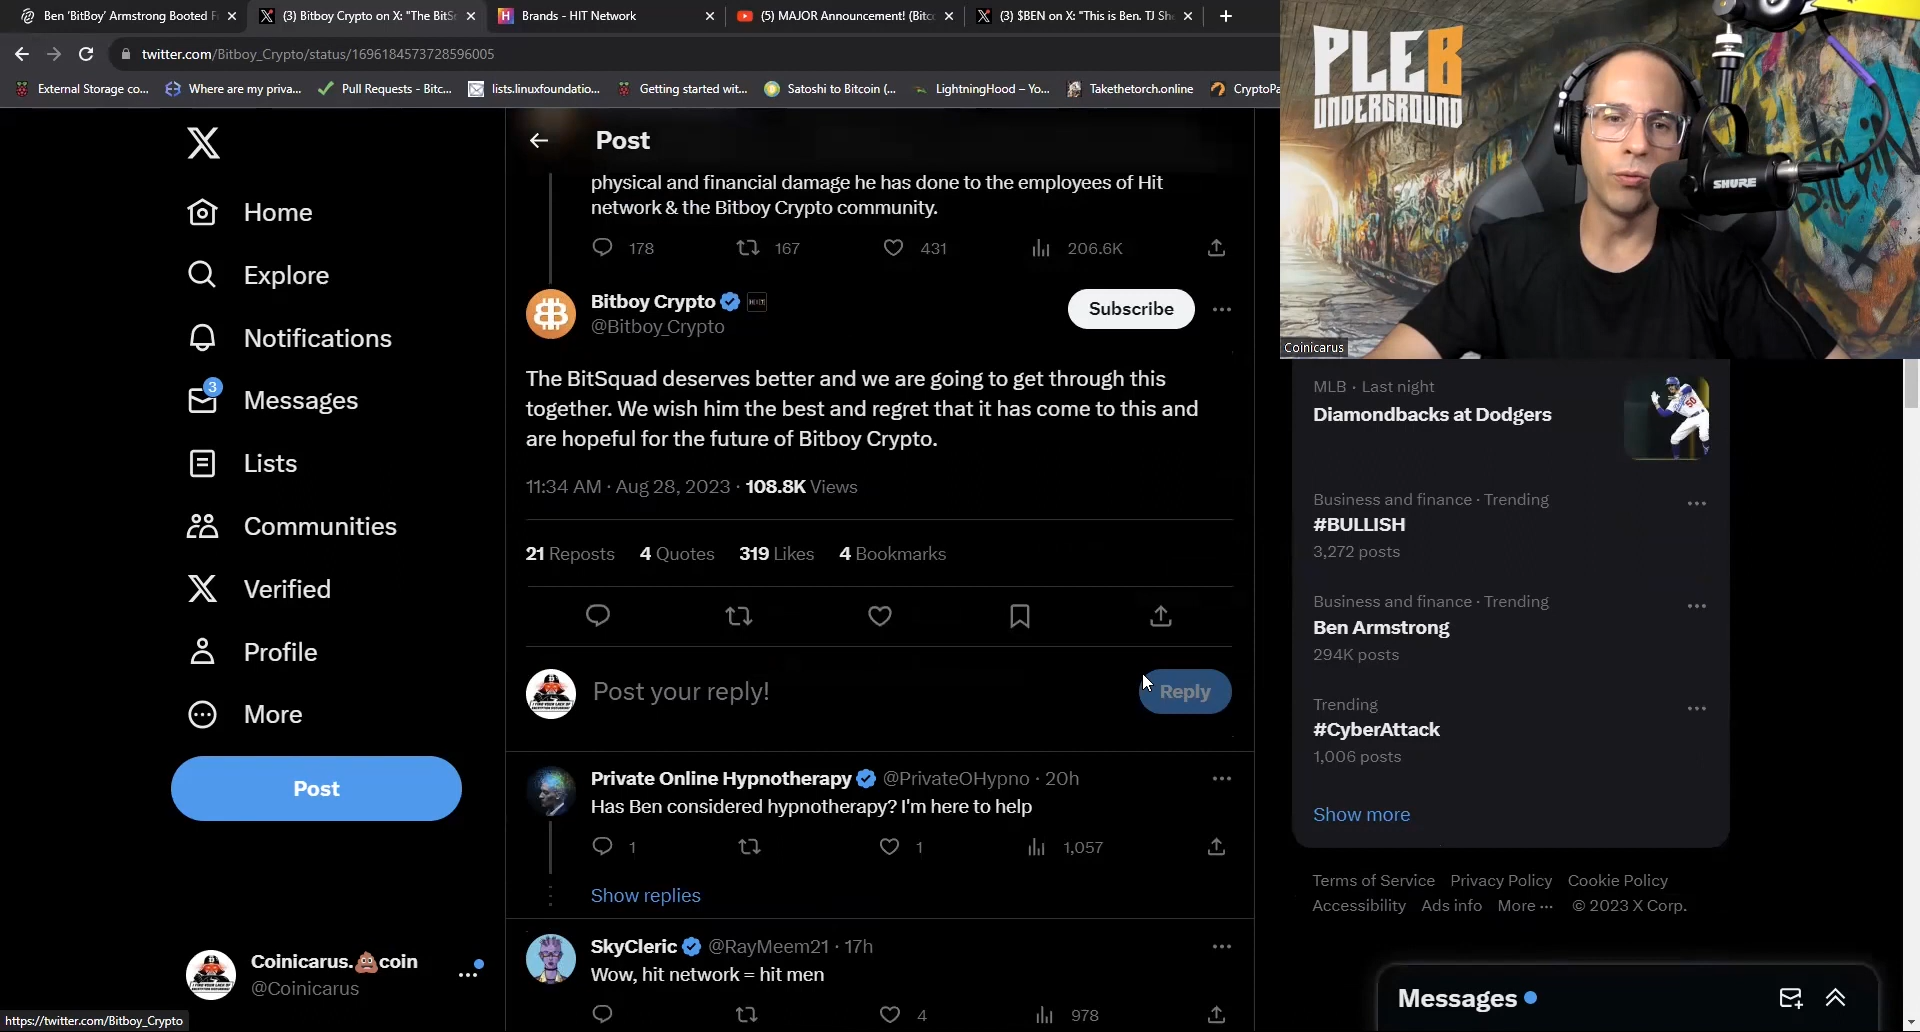 Ben ‘BitBoy’ Armstrong Booted F
(3) Bitboy Crypto on X: "The BitS
Brands - HIT Network
(5) MAJOR Announcement! (Bitc
(3) $BEN on X: "This is Ben. TJ Sh
twitter.com/Bitboy_Crypto/status/1696184573728596005
External Storage co...
Where are my priva...
Pull Requests - Bitc...
lists.linuxfoundatio...
Getting started wit...
Satoshi to Bitcoin (...
LightningHood – Yo...
Takethetorch.online
CryptoPa
PLEB
UNDERGROUND
SHURE
Coinicarus
Home
Explore
Notifications
3
Messages
Lists
Communities
Verified
Profile
More
Post
Coinicarus.💩coin
@Coinicarus
https://twitter.com/Bitboy_Crypto
Post
physical and financial damage he has done to the employees of Hit
network & the Bitboy Crypto community.
178 167 431 206.6K
Bitboy Crypto
@Bitboy_Crypto
Subscribe
The BitSquad deserves better and we are going to get through this
together. We wish him the best and regret that it has come to this and
are hopeful for the future of Bitboy Crypto.
11:34 AM · Aug 28, 2023 · 108.8K Views
21 Reposts 4 Quotes 319 Likes 4 Bookmarks
Post your reply!
Reply
Private Online Hypnotherapy @PrivateOHypno · 20h
Has Ben considered hypnotherapy? I'm here to help
1 1 1,057
Show replies
SkyCleric @RayMeem21 · 17h
Wow, hit network = hit men
4 978
MLB · Last night
Diamondbacks at Dodgers
Business and finance · Trending
#BULLISH
3,272 posts
Business and finance · Trending
Ben Armstrong
294K posts
Trending
#CyberAttack
1,006 posts
Show more
Terms of Service Privacy Policy Cookie Policy
Accessibility Ads info More ··· © 2023 X Corp.
Messages